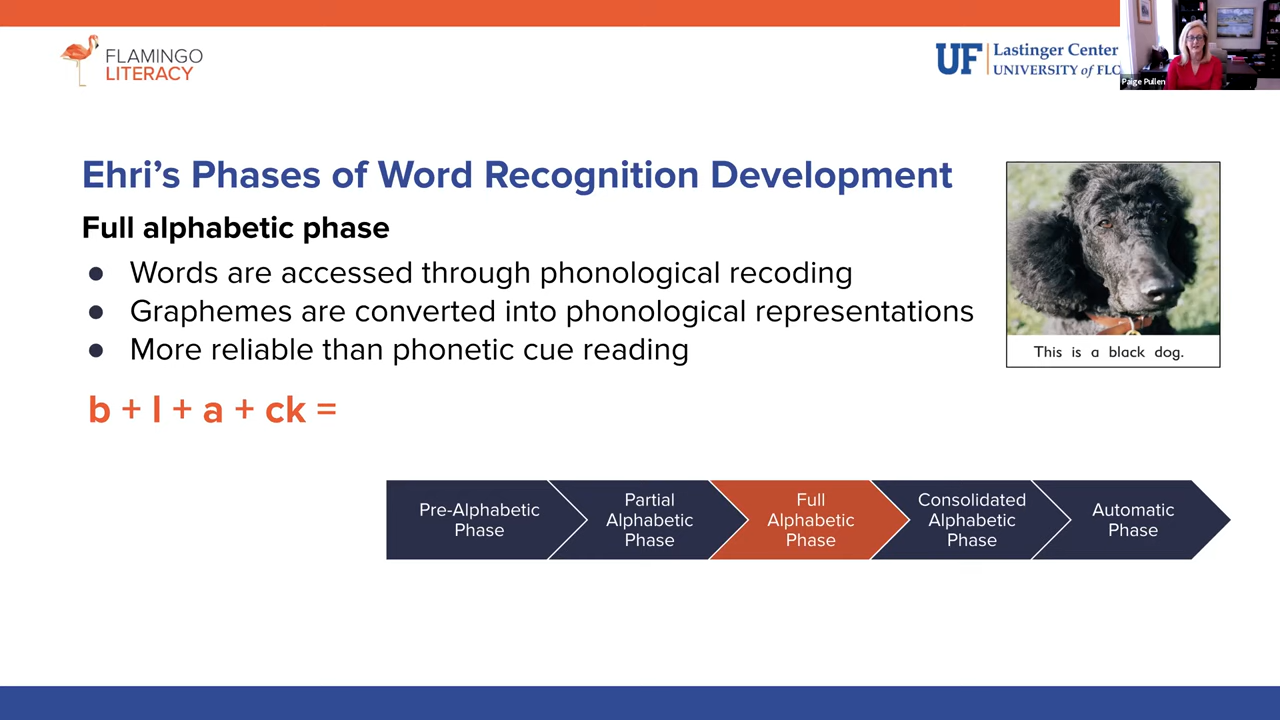 FLAMINGO
LITERACY
UF Lastinger Center
UNIVERSITY of FLO
Paige Pullen
Ehri's Phases of Word Recognition Development
Full alphabetic phase
● Words are accessed through phonological recoding
● Graphemes are converted into phonological representations
● More reliable than phonetic cue reading
This is a black dog.
b + l + a + ck =
Pre-Alphabetic
Phase
Partial
Alphabetic
Phase
Full
Alphabetic
Phase
Consolidated
Alphabetic
Phase
Automatic
Phase